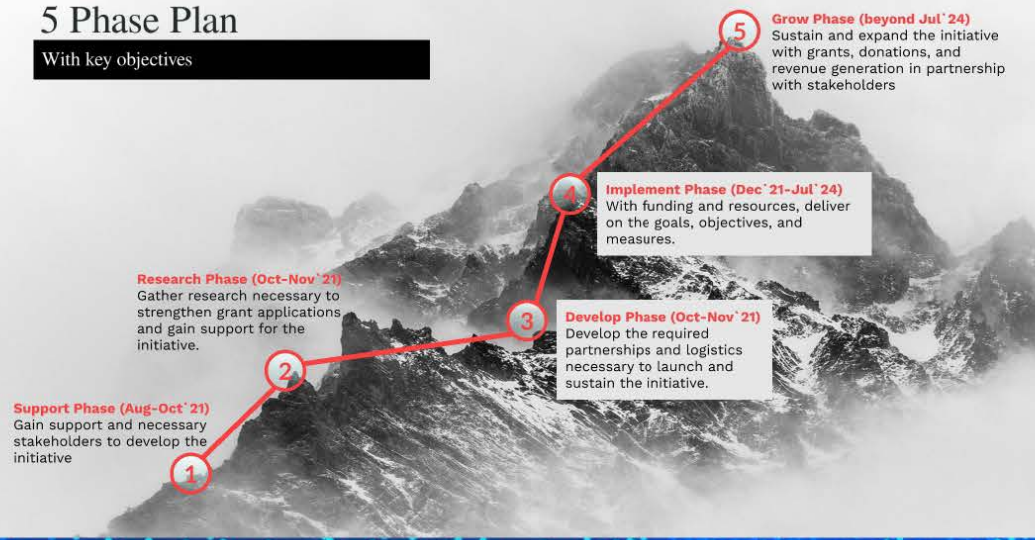 5 Phase Plan
With key objectives
5
Grow Phase (beyond Jul`24)
Sustain and expand the initiative
with grants, donations, and
revenue generation in partnership
with stakeholders
4
Implement Phase (Dec`21-Jul`24)
With funding and resources, deliver
on the goals, objectives, and
measures.
Research Phase (Oct-Nov`21)
Gather research necessary to
strengthen grant applications
and gain support for the
initiative.
3
Develop Phase (Oct-Nov`21)
Develop the required
partnerships and logistics
necessary to launch and
sustain the initiative.
2
Support Phase (Aug-Oct`21)
Gain support and necessary
stakeholders to develop the
initiative
1